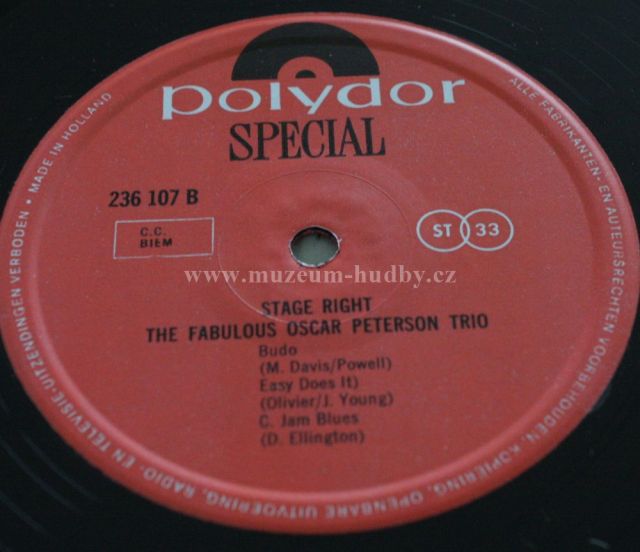 polydor
SPECIAL
236 107 B
C.C.
BIEM
ST 33
www.muzeum-hudby.cz
STAGE RIGHT
THE FABULOUS OSCAR PETERSON TRIO
Budo
(M. Davis/Powell)
Easy Does It)
(Olivier/J. Young)
C. Jam Blues
(D. Ellington)
ALLE FABRIKANTEN- EN AUTEURSRECHTEN VOORBEHOUDEN, KOPIERING, OPENBARE UITVOERING, RADIO- EN TELEVISIE-UITZENDINGEN VERBODEN • MADE IN HOLLAND